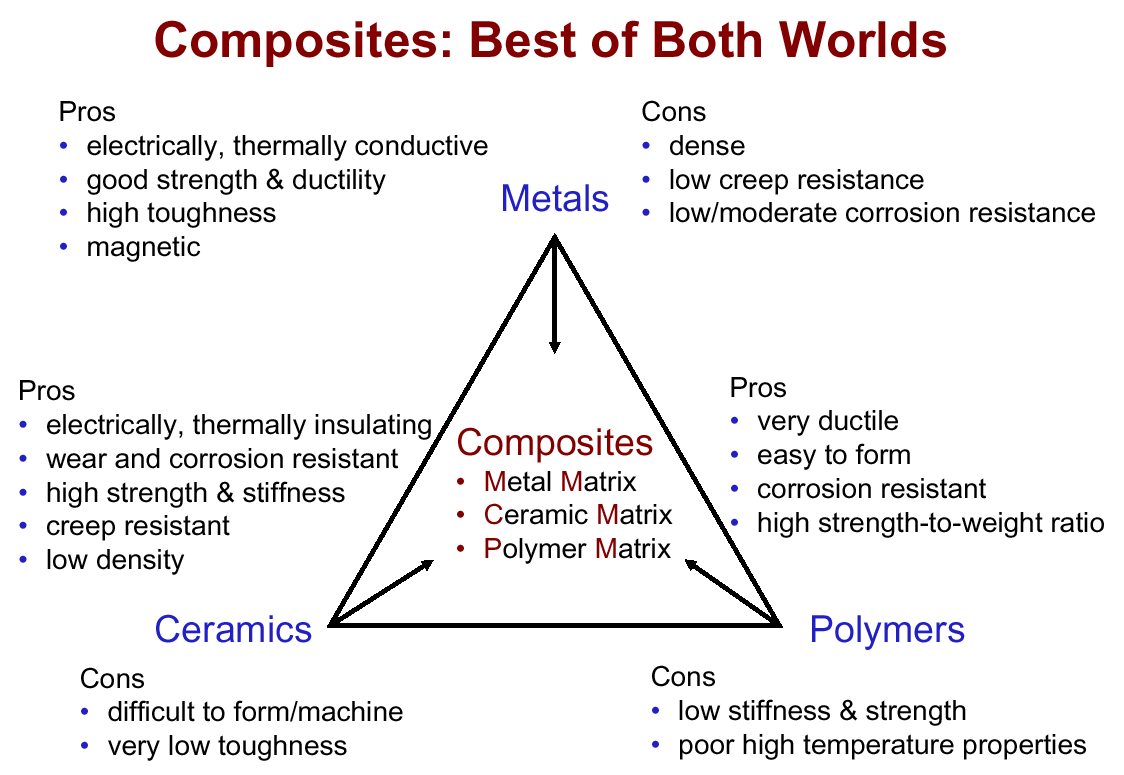 Composites: Best of Both Worlds
Pros
• electrically, thermally conductive
• good strength & ductility
• high toughness
• magnetic
Metals
Cons
• dense
• low creep resistance
• low/moderate corrosion resistance
Pros
• electrically, thermally insulating
• wear and corrosion resistant
• high strength & stiffness
• creep resistant
• low density
Composites
• Metal Matrix
• Ceramic Matrix
• Polymer Matrix
Pros
• very ductile
• easy to form
• corrosion resistant
• high strength-to-weight ratio
Ceramics
Cons
• difficult to form/machine
• very low toughness
Polymers
Cons
• low stiffness & strength
• poor high temperature properties